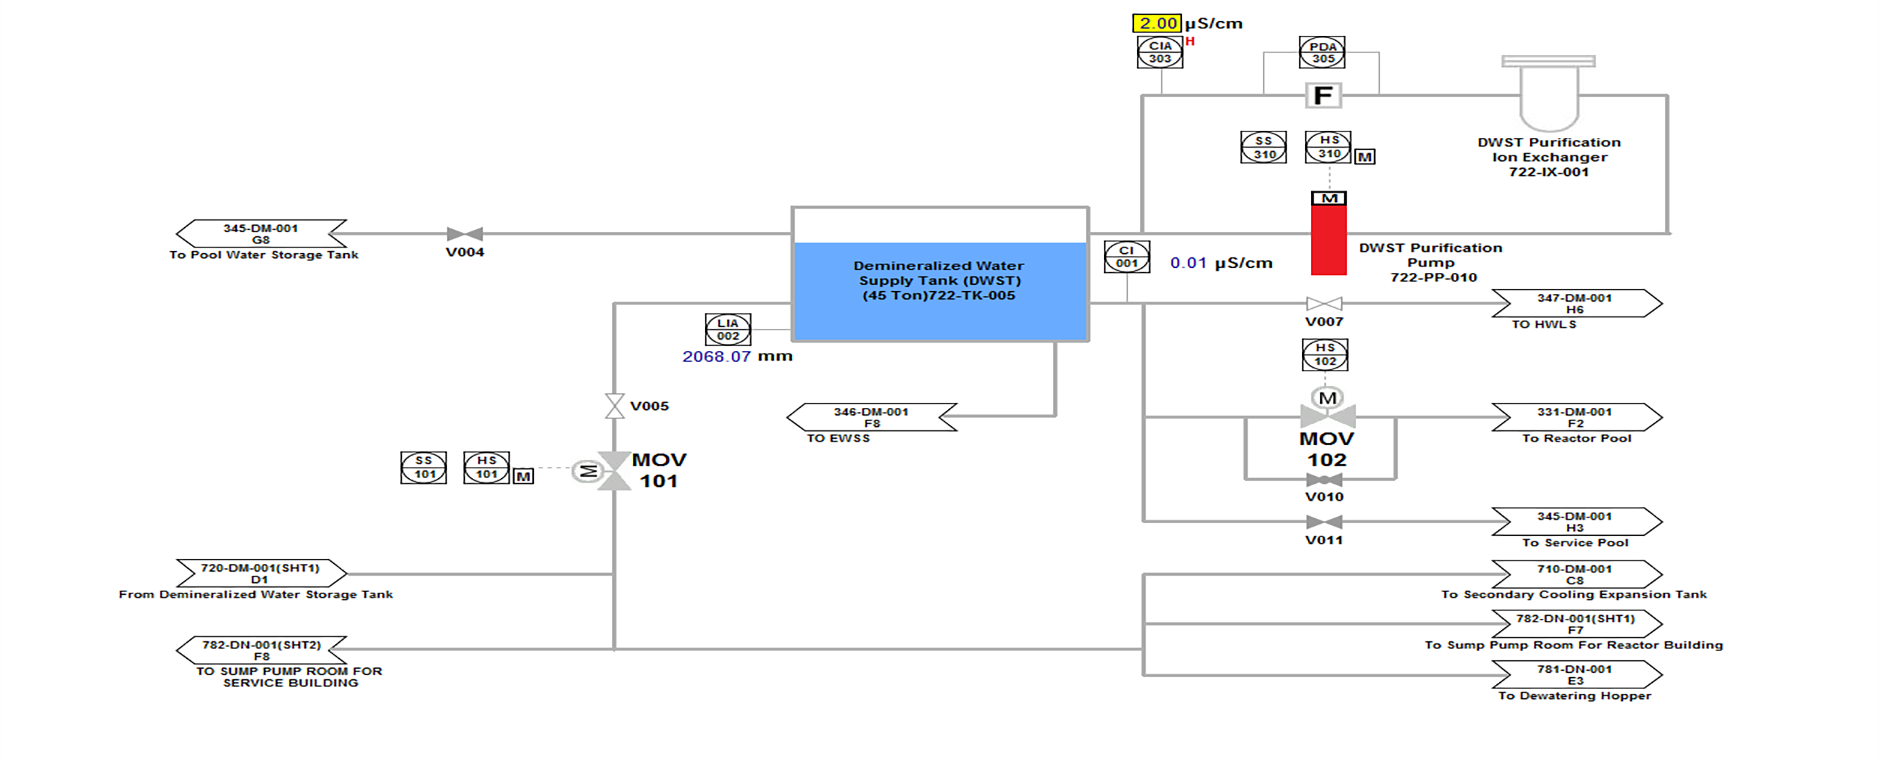 2.00 µS/cm
CIA
303
H
PDA
305
F
SS
310
HS
310
M
M
DWST Purification
Ion Exchanger
722-IX-001
345-DM-001
G8
To Pool Water Storage Tank
V004
Demineralized Water
Supply Tank (DWST)
(45 Ton)722-TK-005
CI
001
0.01 µS/cm
DWST Purification
Pump
722-PP-010
LIA
002
2068.07 mm
V007
347-DM-001
H6
TO HWLS
HS
102
M
MOV
102
V010
331-DM-001
F2
To Reactor Pool
346-DM-001
F8
TO EWSS
V005
SS
101
HS
101
M
M
MOV
101
V011
345-DM-001
H3
To Service Pool
720-DM-001(SHT1)
D1
From Demineralized Water Storage Tank
710-DM-001
C8
To Secondary Cooling Expansion Tank
782-DN-001(SHT1)
F7
To Sump Pump Room For Reactor Building
782-DN-001(SHT2)
F8
TO SUMP PUMP ROOM FOR
SERVICE BUILDING
781-DN-001
E3
To Dewatering Hopper